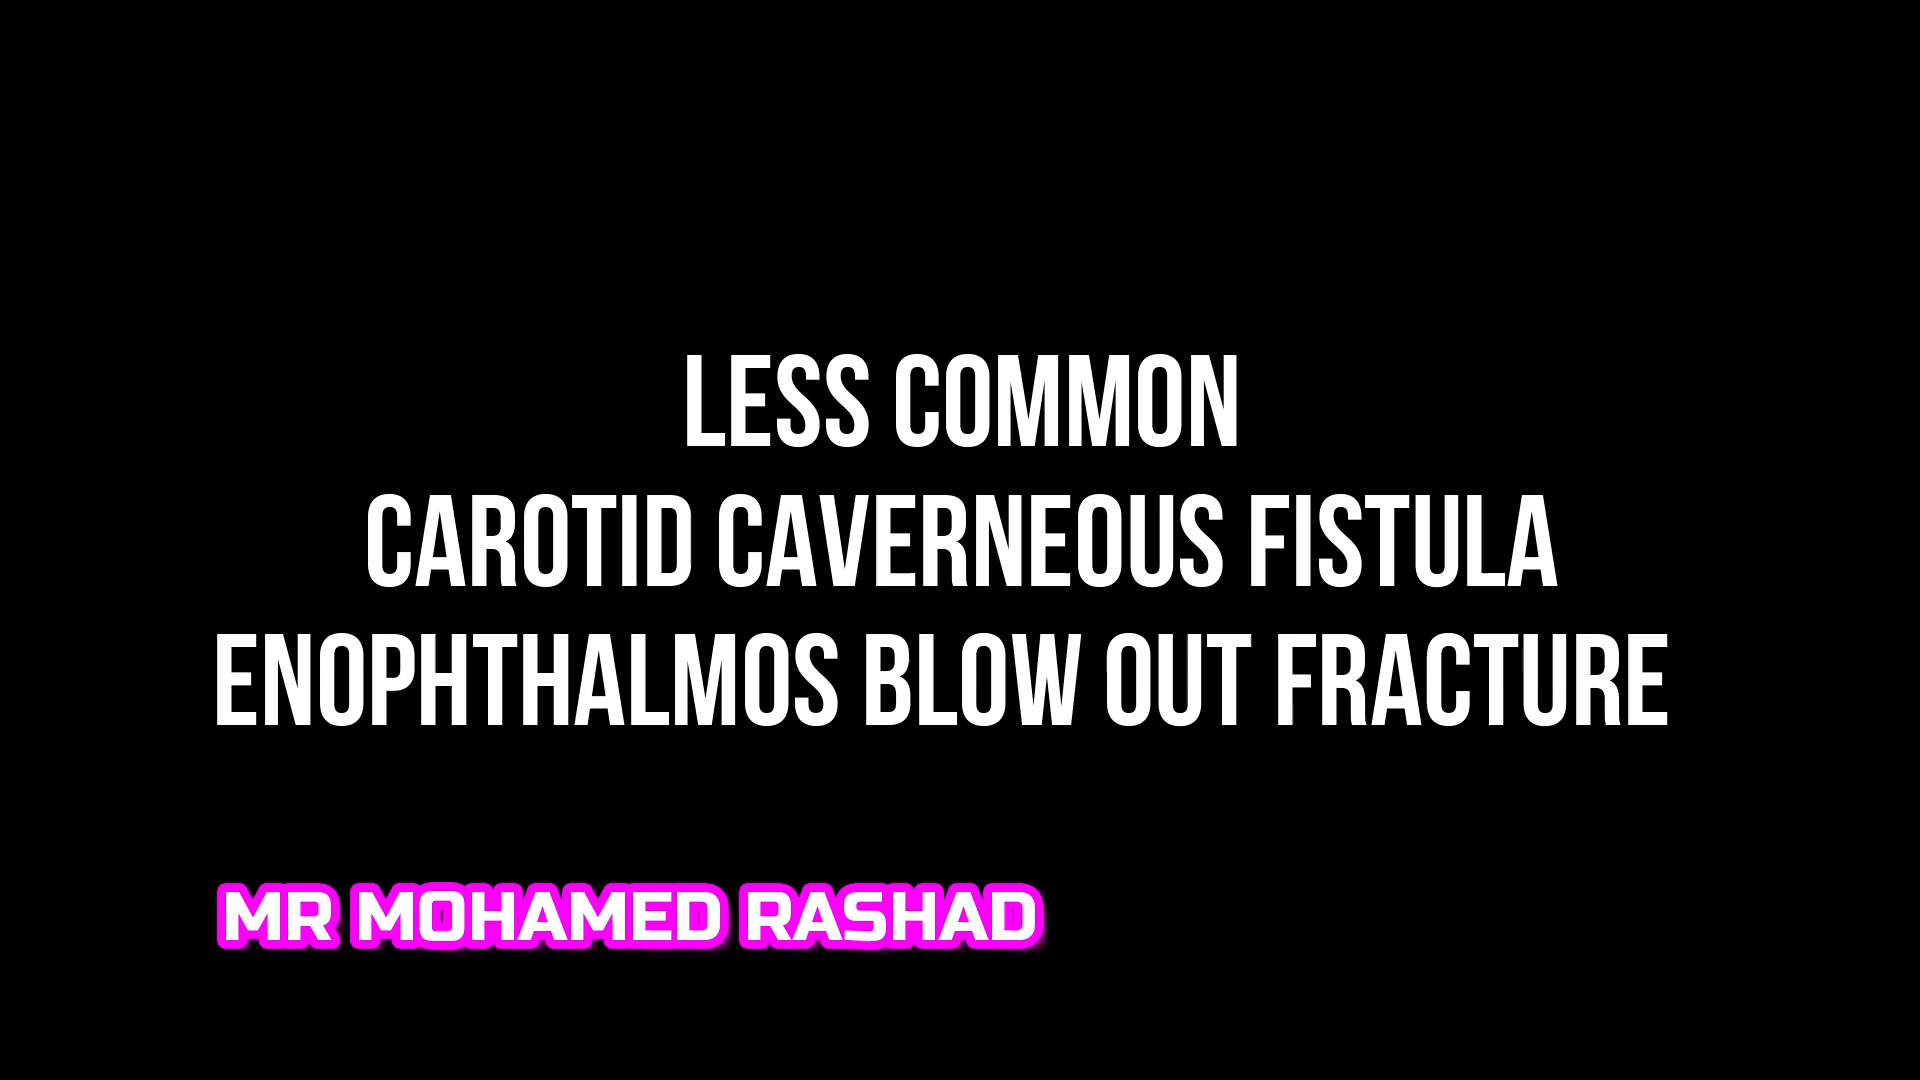 LESS COMMON
CAROTID CAVERNEOUS FISTULA
ENOPHTHALMOS BLOW OUT FRACTURE
MR MOHAMED RASHAD